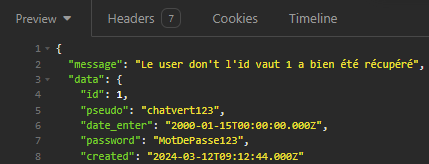 Preview Headers 7 Cookies Timeline
1 {
2 "message": "Le user don't l'id vaut 1 a bien été récupéré",
3 "data": {
4 "id": 1,
5 "pseudo": "chatvert123",
6 "date_enter": "2000-01-15T00:00:00.000Z",
7 "password": "MotDePasse123",
8 "created": "2024-03-12T09:12:44.000Z"